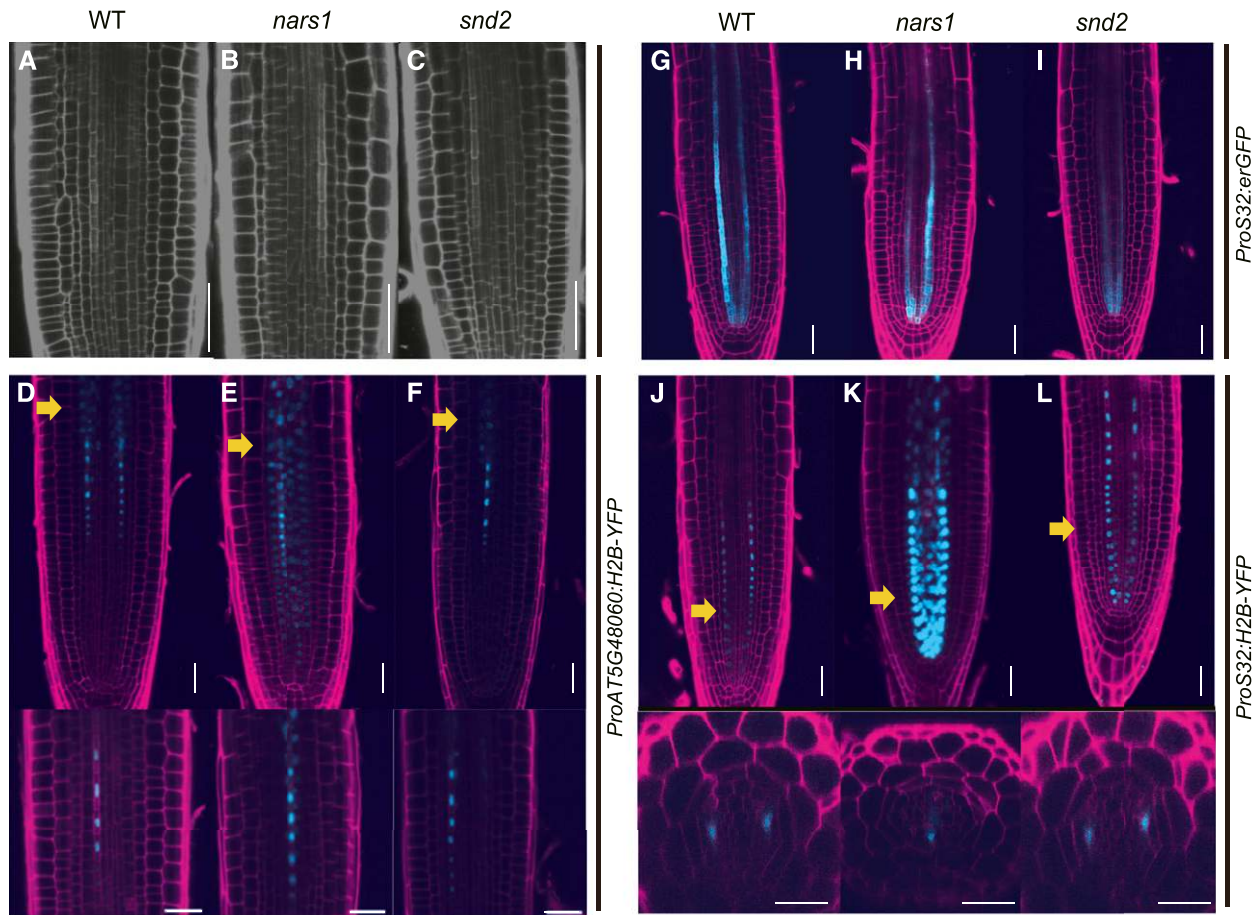 WT nars1 snd2
WT nars1 snd2
A B C
G H I
ProS32:erGFP
D E F
ProAT5G48060:H2B-YFP
J K L
ProS32:H2B-YFP